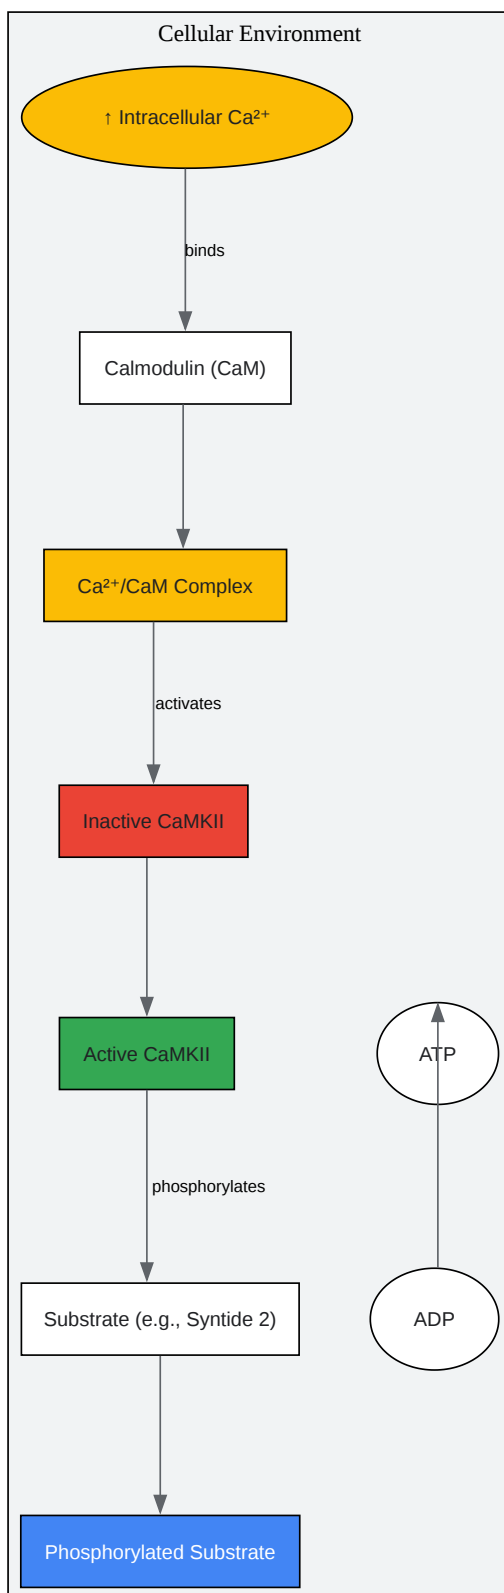 Cellular Environment
↑ Intracellular Ca²⁺
binds
Calmodulin (CaM)
Ca²⁺/CaM Complex
activates
Inactive CaMKII
Active CaMKII
ATP
phosphorylates
Substrate (e.g., Syntide 2)
ADP
Phosphorylated Substrate